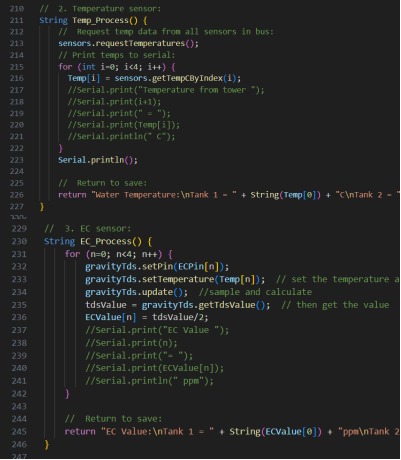 210 //  2. Temperature sensor:
211 String Temp_Process() {
212 //  Request temp data from all sensors in bus:
213 sensors.requestTemperatures();
214 // Print temps to serial:
215 for (int i=0; i<4; i++) {
216 Temp[i] = sensors.getTempCByIndex(i);
217 //Serial.print("Temperature from tower ");
218 //Serial.print(i+1);
219 //Serial.print(" = ");
220 //Serial.print(Temp[i]);
221 //Serial.println(" C");
222 }
223 Serial.println();
224
225 //  Return to save:
226 return "Water Temperature:\nTank 1 = " + String(Temp[0]) + "C\nTank 2 = "
227 }
229 //  3. EC sensor:
230 String EC_Process() {
231 for (n=0; n<4; n++) {
232 gravityTds.setPin(ECPin[n]);
233 gravityTds.setTemperature(Temp[n]);  // set the temperature a
234 gravityTds.update();  //sample and calculate
235 tdsValue = gravityTds.getTdsValue();  // then get the value
236 ECValue[n] = tdsValue/2;
237 //Serial.print("EC Value ");
238 //Serial.print(n);
239 //Serial.print("= ");
240 //Serial.print(ECValue[n]);
241 //Serial.println(" ppm");
242 }
243
244 //  Return to save:
245 return "EC Value:\nTank 1 = " + String(ECValue[0]) + "ppm\nTank 2
246 }
247